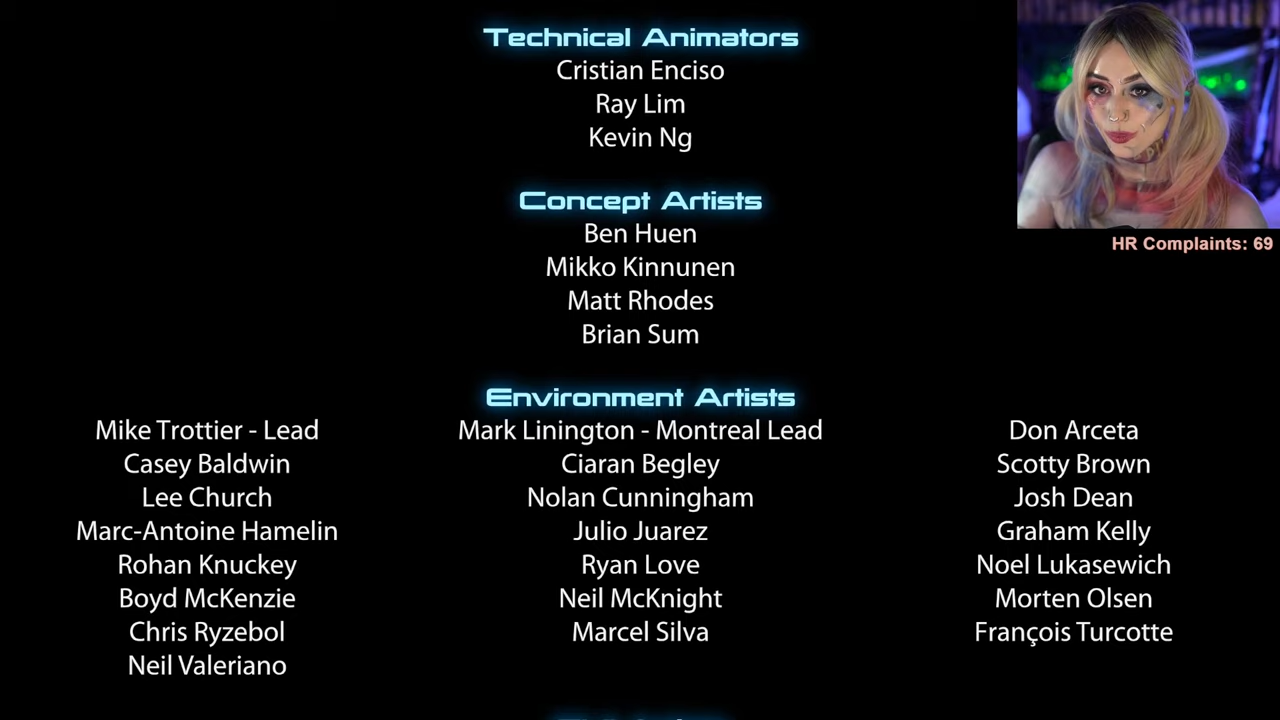 Technical Animators
Cristian Enciso
Ray Lim
Kevin Ng
HR Complaints: 69
Concept Artists
Ben Huen
Mikko Kinnunen
Matt Rhodes
Brian Sum
Environment Artists
Mike Trottier - Lead
Casey Baldwin
Lee Church
Marc-Antoine Hamelin
Rohan Knuckey
Boyd McKenzie
Chris Ryzebol
Neil Valeriano
Mark Linington - Montreal Lead
Ciaran Begley
Nolan Cunningham
Julio Juarez
Ryan Love
Neil McKnight
Marcel Silva
Don Arceta
Scotty Brown
Josh Dean
Graham Kelly
Noel Lukasewich
Morten Olsen
François Turcotte